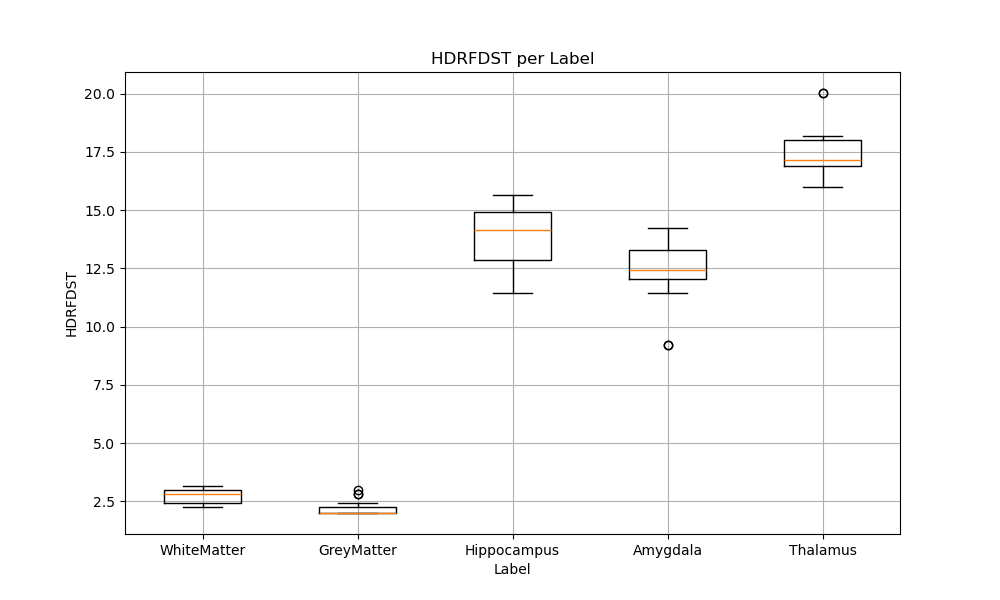 HDRFDST per Label
20.0
17.5
15.0
12.5
10.0
7.5
5.0
2.5
HDRFDST
WhiteMatter GreyMatter Hippocampus Amygdala Thalamus
Label